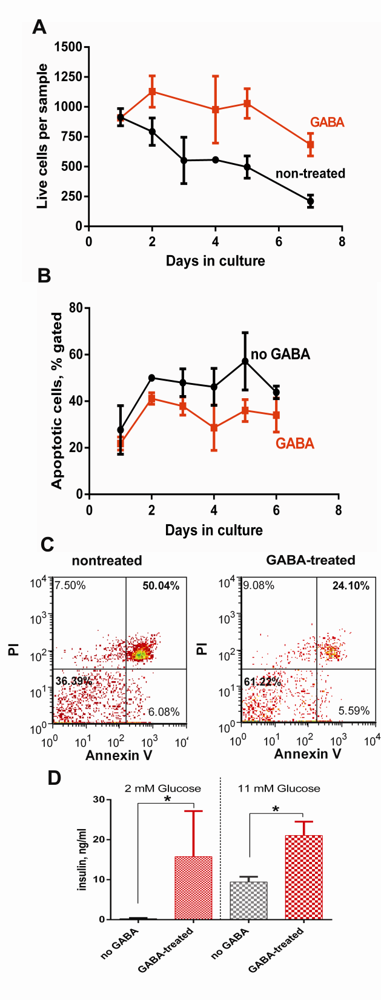 A
1500
1250
1000
750
500
250
0
Live cells per sample
GABA
non-treated
0 2 4 6 8
Days in culture
B
80
60
40
20
0
Apoptotic cells, % gated
no GABA
GABA
0 2 4 6 8
Days in culture
C
nontreated
GABA-treated
10⁴
10³
10²
10¹
10⁰
PI
7.50%
50.04%
36.39%
6.08%
10⁰ 10¹ 10² 10³ 10⁴
Annexin V
10⁴
10³
10²
10¹
10⁰
PI
9.08%
24.10%
61.22%
5.59%
10⁰ 10¹ 10² 10³ 10⁴
Annexin V
D
2 mM Glucose
11 mM Glucose
30
20
10
0
insulin, ng/ml
*
*
no GABA
GABA-treated
no GABA
GABA-treated